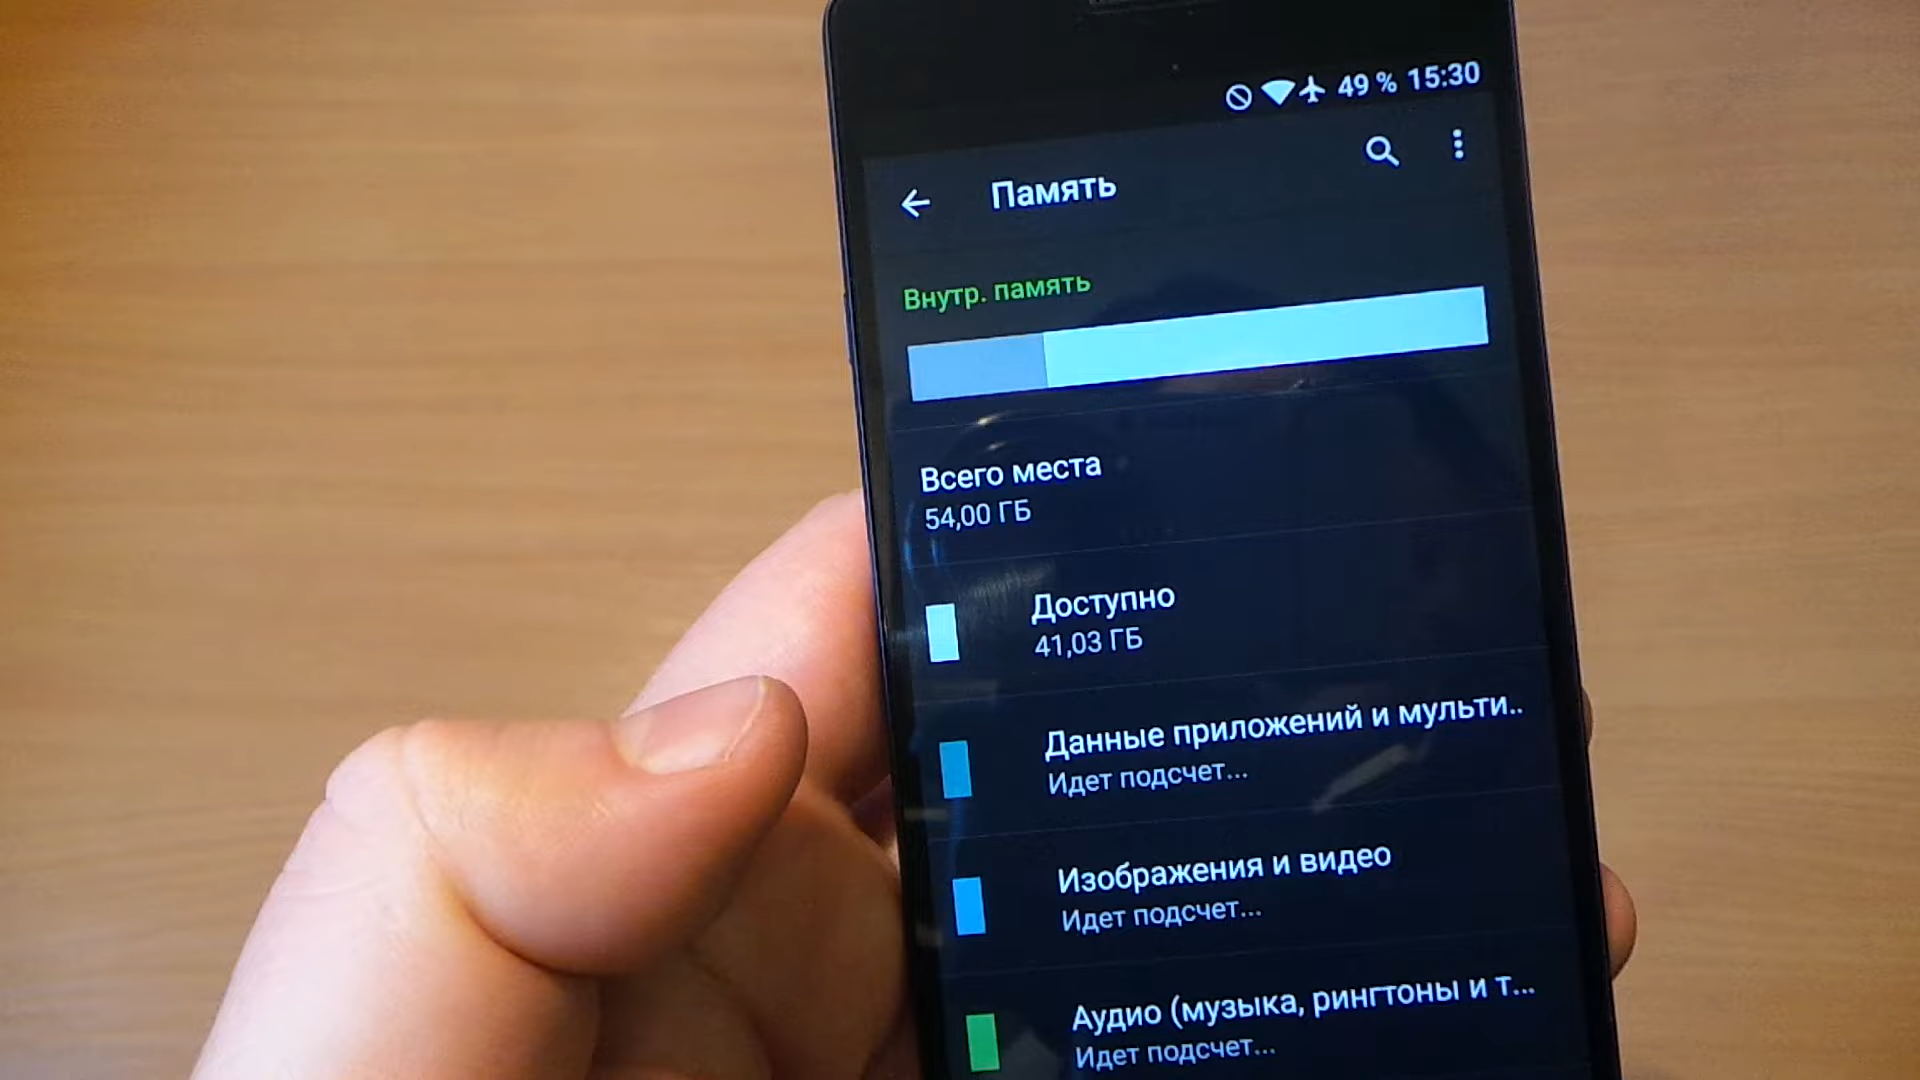 49 % 15:30
Память
Внутр. память
Всего места
54,00 ГБ
Доступно
41,03 ГБ
Данные приложений и мульти..
Идет подсчет...
Изображения и видео
Идет подсчет...
Аудио (музыка, рингтоны и т...
Идет подсчет...